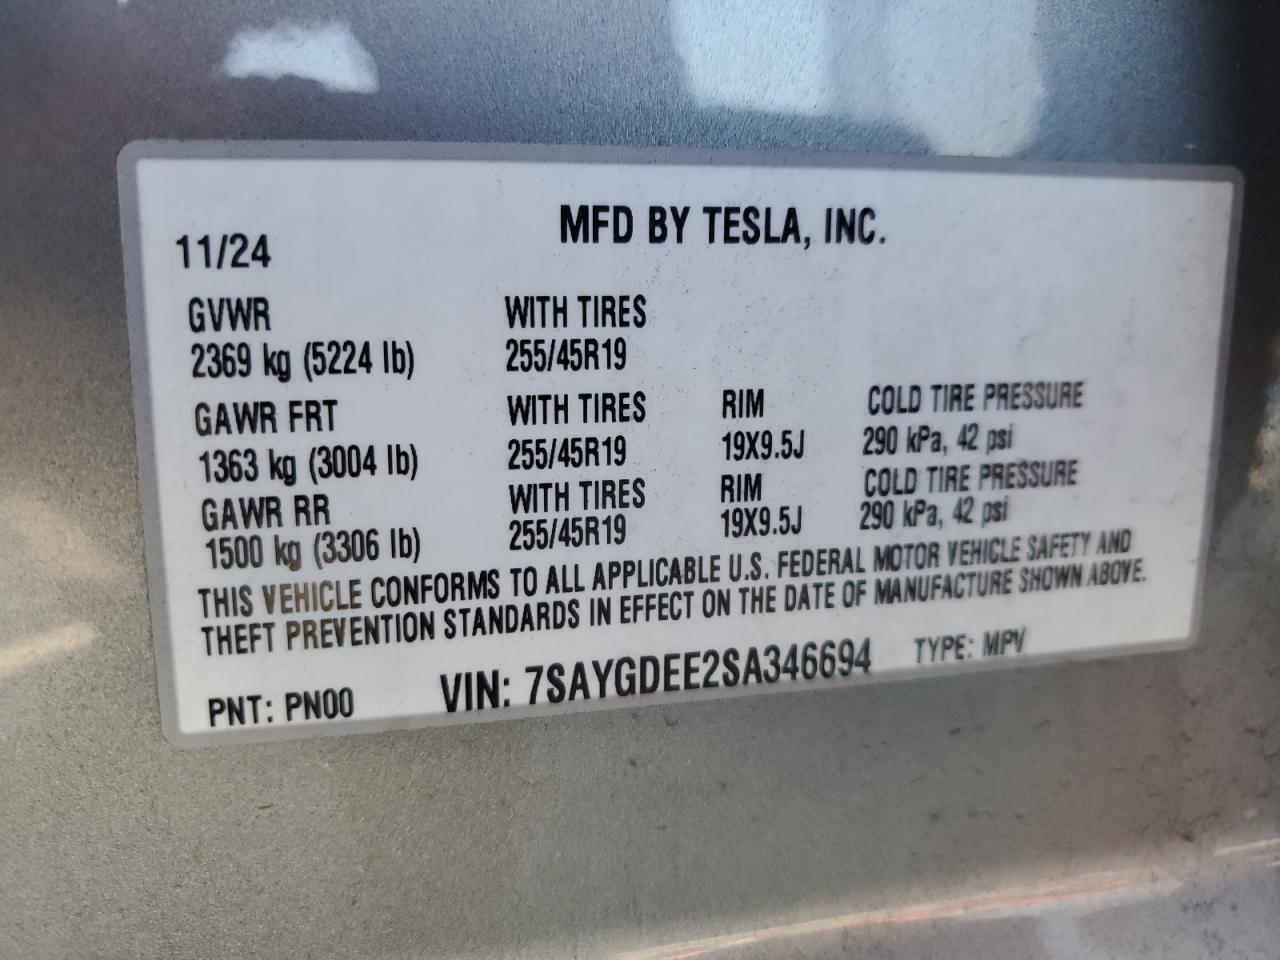 MFD BY TESLA, INC.
11/24
GVWR WITH TIRES
2369 kg (5224 lb) 255/45R19
GAWR FRT WITH TIRES RIM COLD TIRE PRESSURE
1363 kg (3004 lb) 255/45R19 19X9.5J 290 kPa, 42 psi
GAWR RR WITH TIRES RIM COLD TIRE PRESSURE
1500 kg (3306 lb) 255/45R19 19X9.5J 290 kPa, 42 psi
THIS VEHICLE CONFORMS TO ALL APPLICABLE U.S. FEDERAL MOTOR VEHICLE SAFETY AND
THEFT PREVENTION STANDARDS IN EFFECT ON THE DATE OF MANUFACTURE SHOWN ABOVE.
PNT: PN00 VIN: 7SAYGDEE2SA346694 TYPE: MPV